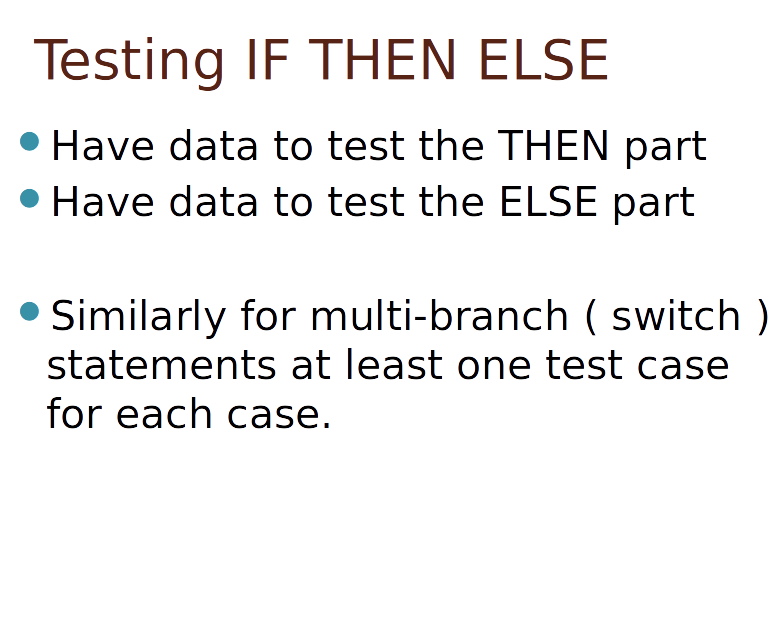 Testing IF THEN ELSE
Have data to test the THEN part
Have data to test the ELSE part
Similarly for multi-branch ( switch )
statements at least one test case
for each case.